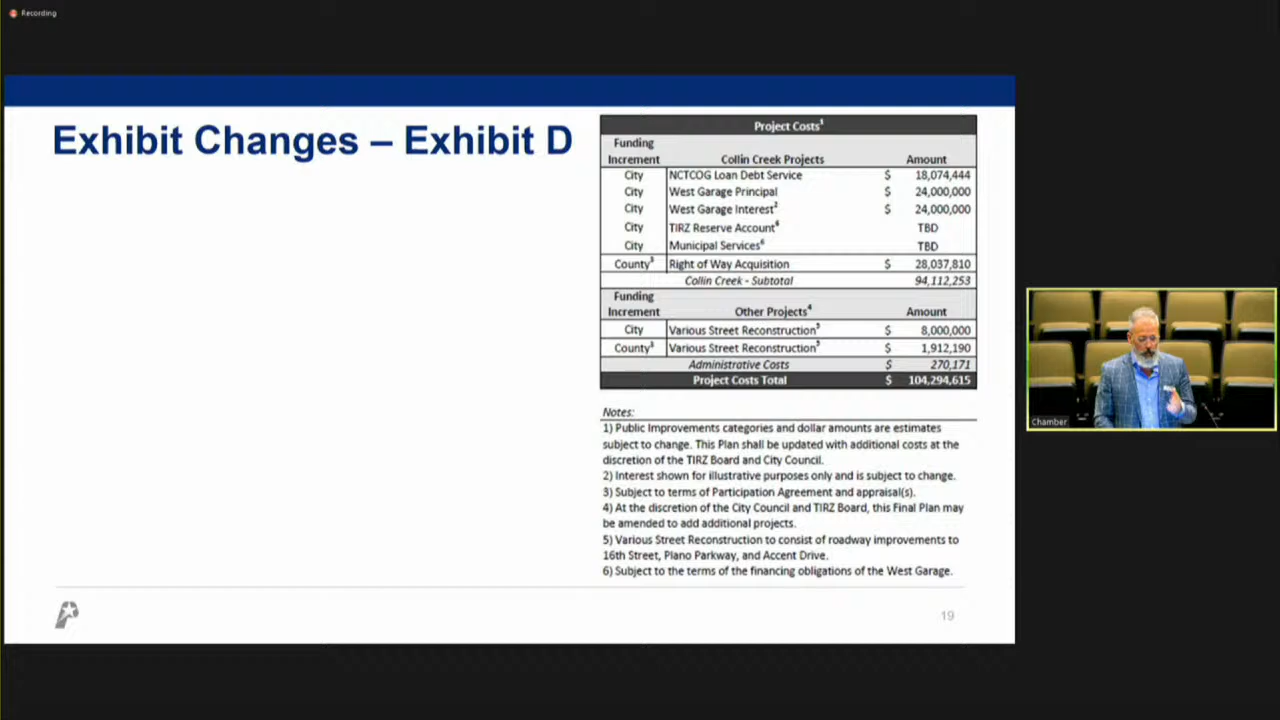 Recording
Exhibit Changes – Exhibit D
Project Costs¹
Funding
Increment Collin Creek Projects Amount
City NCTCOG Loan Debt Service $ 18,074,444
City West Garage Principal $ 24,000,000
City West Garage Interest² $ 24,000,000
City TIRZ Reserve Account⁴ TBD
City Municipal Services⁶ TBD
County³ Right of Way Acquisition $ 28,037,810
Collin Creek - Subtotal 94,112,253
Funding
Increment Other Projects⁴ Amount
City Various Street Reconstruction⁵ $ 8,000,000
County³ Various Street Reconstruction⁵ $ 1,912,190
Administrative Costs $ 270,171
Project Costs Total $ 104,294,615
Notes:
1) Public Improvements categories and dollar amounts are estimates
subject to change. This Plan shall be updated with additional costs at the
discretion of the TIRZ Board and City Council.
2) Interest shown for illustrative purposes only and is subject to change.
3) Subject to terms of Participation Agreement and appraisal(s).
4) At the discretion of the City Council and TIRZ Board, this Final Plan may
be amended to add additional projects.
5) Various Street Reconstruction to consist of roadway improvements to
16th Street, Plano Parkway, and Accent Drive.
6) Subject to the terms of the financing obligations of the West Garage.
19
Chamber